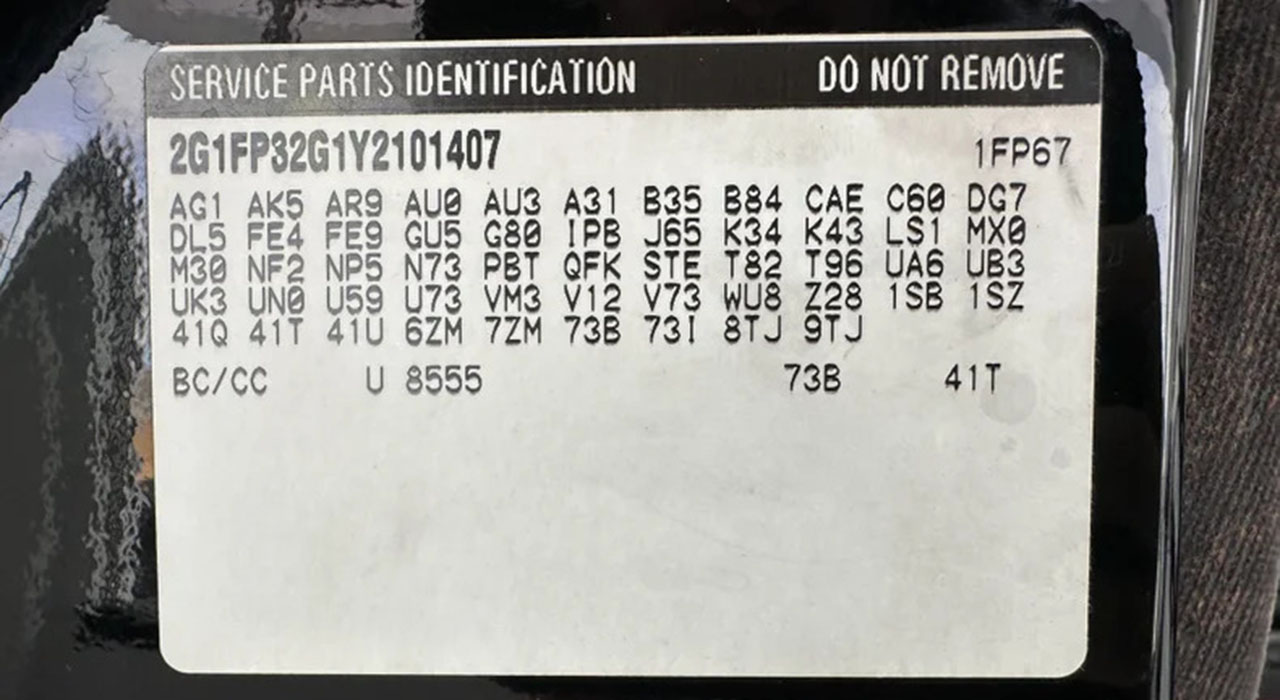 SERVICE PARTS IDENTIFICATION DO NOT REMOVE
2G1FP32G1Y2101407 1FP67
AG1 AK5 AR9 AU0 AU3 A31 B35 B84 CAE C60 DG7
DL5 FE4 FE9 GU5 G80 IPB J65 K34 K43 LS1 MX0
M30 NF2 NP5 N73 PBT QFK STE T82 T96 UA6 UB3
UK3 UN0 U59 U73 VM3 V12 V73 WU8 Z28 1SB 1SZ
41Q 41T 41U 6ZM 7ZM 73B 73I 8TJ 9TJ
BC/CC U 8555 73B 41T